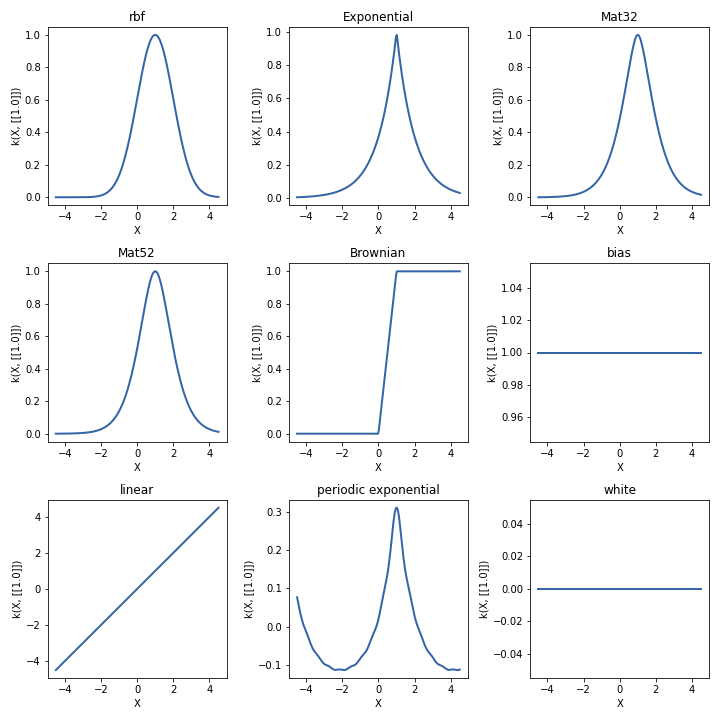 rbf
1.0
0.8
0.6
0.4
0.2
0.0
k(X, [[1.0]])
−4 −2 0 2 4
X
Exponential
1.0
0.8
0.6
0.4
0.2
0.0
k(X, [[1.0]])
−4 −2 0 2 4
X
Mat32
1.0
0.8
0.6
0.4
0.2
0.0
k(X, [[1.0]])
−4 −2 0 2 4
X
Mat52
1.0
0.8
0.6
0.4
0.2
0.0
k(X, [[1.0]])
−4 −2 0 2 4
X
Brownian
1.0
0.8
0.6
0.4
0.2
0.0
k(X, [[1.0]])
−4 −2 0 2 4
X
bias
1.04
1.02
1.00
0.98
0.96
k(X, [[1.0]])
−4 −2 0 2 4
X
linear
4
2
0
−2
−4
k(X, [[1.0]])
−4 −2 0 2 4
X
periodic exponential
0.3
0.2
0.1
0.0
−0.1
k(X, [[1.0]])
−4 −2 0 2 4
X
white
0.04
0.02
0.00
−0.02
−0.04
k(X, [[1.0]])
−4 −2 0 2 4
X